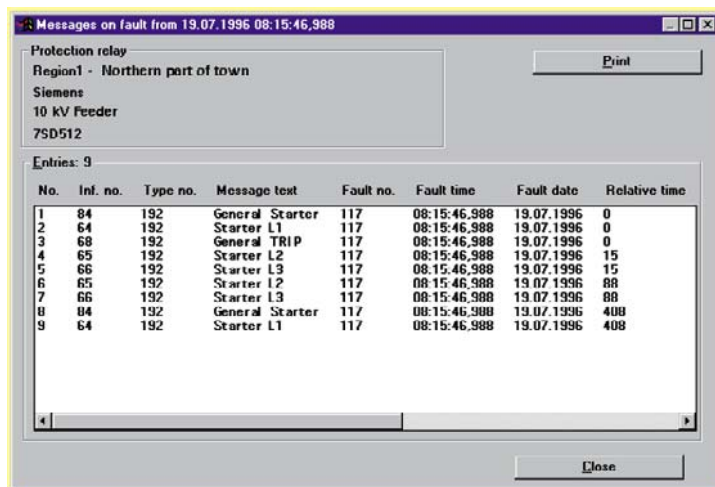 Messages on fault from 19.07.1996 08:15:46,988
Protection relay
Region1 - Northern part of town
Siemens
10 kV Feeder
7SD512
Print
Entries: 9
No. Inf. no. Type no. Message text Fault no. Fault time Fault date Relative time
1 84 192 General Starter 117 08:15:46,988 19.07.1996 0
2 64 192 Starter L1 117 08:15:46,988 19.07.1996 0
3 68 192 General TRIP 117 08:15:46,988 19.07.1996 0
4 65 192 Starter L2 117 08:15:46,988 19.07.1996 15
5 66 192 Starter L3 117 08:15:46,988 19.07.1996 15
6 65 192 Starter L2 117 08:15:46,988 19.07.1996 88
7 66 192 Starter L3 117 08:15:46,988 19.07.1996 88
8 84 192 General Starter 117 08:15:46,988 19.07.1996 408
9 64 192 Starter L1 117 08:15:46,988 19.07.1996 408
Close